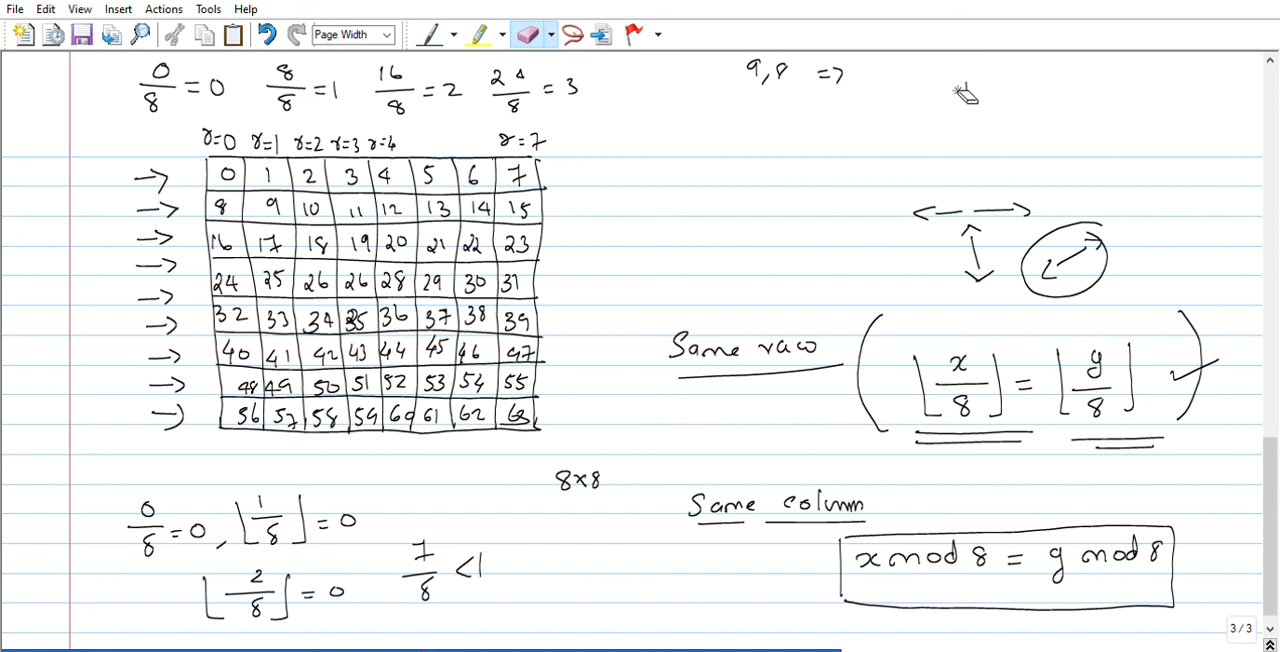 File Edit View Insert Actions Tools Help
Page Width
0/8 = 0 8/8 = 1 16/8 = 2 24/8 = 3 9,8 =>
r=0 r=1 r=2 r=3 r=4 r=7
0 1 2 3 4 5 6 7
8 9 10 11 12 13 14 15
16 17 18 19 20 21 22 23
24 25 26 26 28 29 30 31
32 33 34 35 36 37 38 39
40 41 42 43 44 45 46 47
48 49 50 51 52 53 54 55
56 57 58 59 60 61 62 63
Same raw (⌊x/8⌋ = ⌊y/8⌋) ✓
8×8
Same column
0/8 = 0, ⌊1/8⌋ = 0
⌊2/8⌋ = 0 7/8 <1
x mod 8 = y mod 8
3 / 3